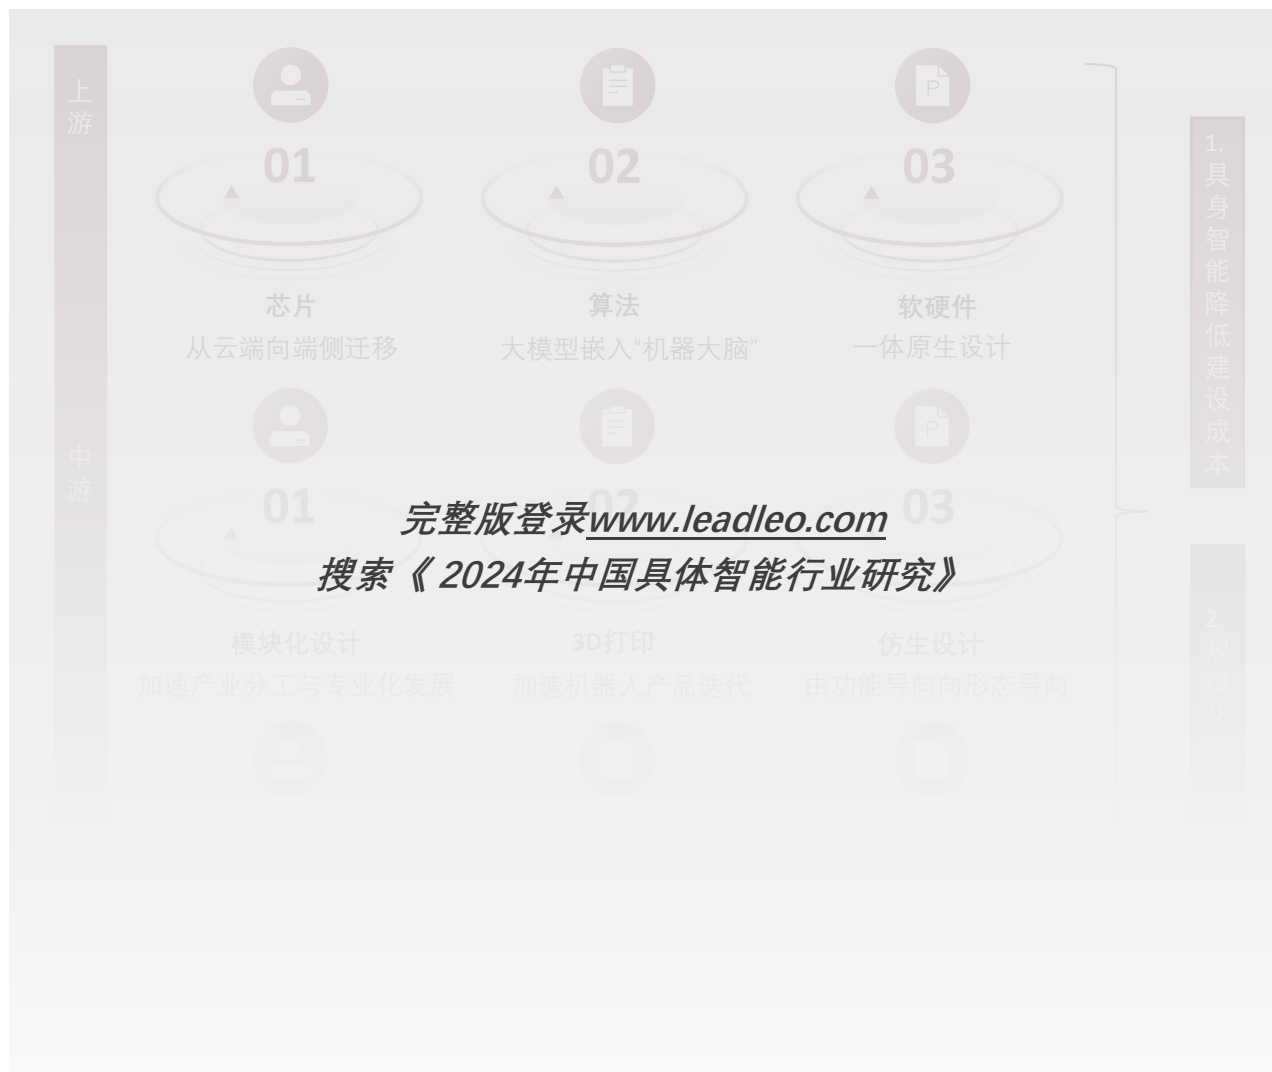 上游
01
02
03
芯片
算法
软硬件
从云端向端侧迁移
大模型嵌入“机器大脑”
一体原生设计
1.具身智能降低建设成本
中游
01
02
03
完整版登录www.leadleo.com
搜索《 2024年中国具体智能行业研究》
模块化设计
3D打印
仿生设计
加速产业分工与专业化发展
加速机器人产品迭代
由功能导向向形态导向
2.规模化